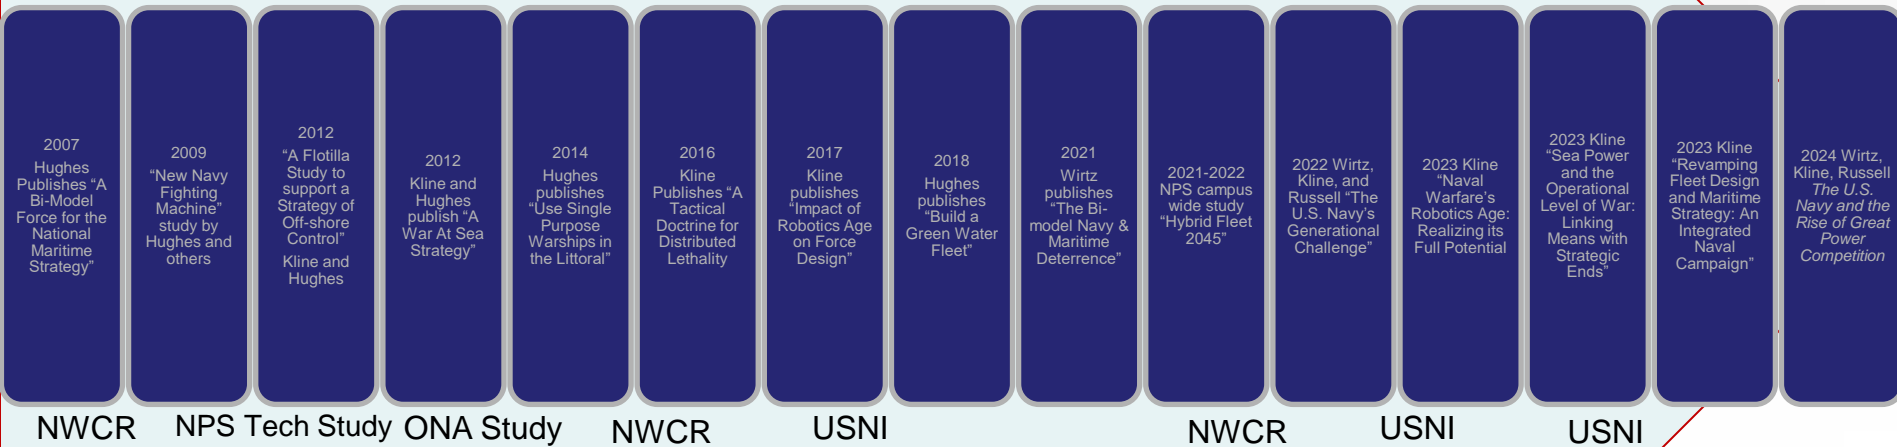 2007
Hughes
Publishes “A
Bi-Model
Force for the
National
Maritime
Strategy”
2009
“New Navy
Fighting
Machine”
study by
Hughes and
others
2012
“A Flotilla
Study to
support a
Strategy of
Off-shore
Control”
Kline and
Hughes
2012
Kline and
Hughes
publish “A
War At Sea
Strategy”
2014
Hughes
publishes
“Use Single
Purpose
Warships in
the Littoral”
2016
Kline
Publishes “A
Tactical
Doctrine for
Distributed
Lethality
2017
Kline
publishes
“Impact of
Robotics Age
on Force
Design”
2018
Hughes
publishes
“Build a
Green Water
Fleet”
2021
Wirtz
publishes
“The Bi-
model Navy &
Maritime
Deterrence”
2021-2022
NPS campus
wide study
“Hybrid Fleet
2045”
2022 Wirtz,
Kline, and
Russell “The
U.S. Navy’s
Generational
Challenge”
2023 Kline
“Naval
Warfare’s
Robotics Age:
Realizing its
Full Potential
2023 Kline
“Sea Power
and the
Operational
Level of War:
Linking
Means with
Strategic
Ends”
2023 Kline
“Revamping
Fleet Design
and Maritime
Strategy: An
Integrated
Naval
Campaign”
2024 Wirtz,
Kline, Russell
The U.S.
Navy and the
Rise of Great
Power
Competition
NWCR
NPS Tech Study
ONA Study
NWCR
USNI
NWCR
USNI
USNI